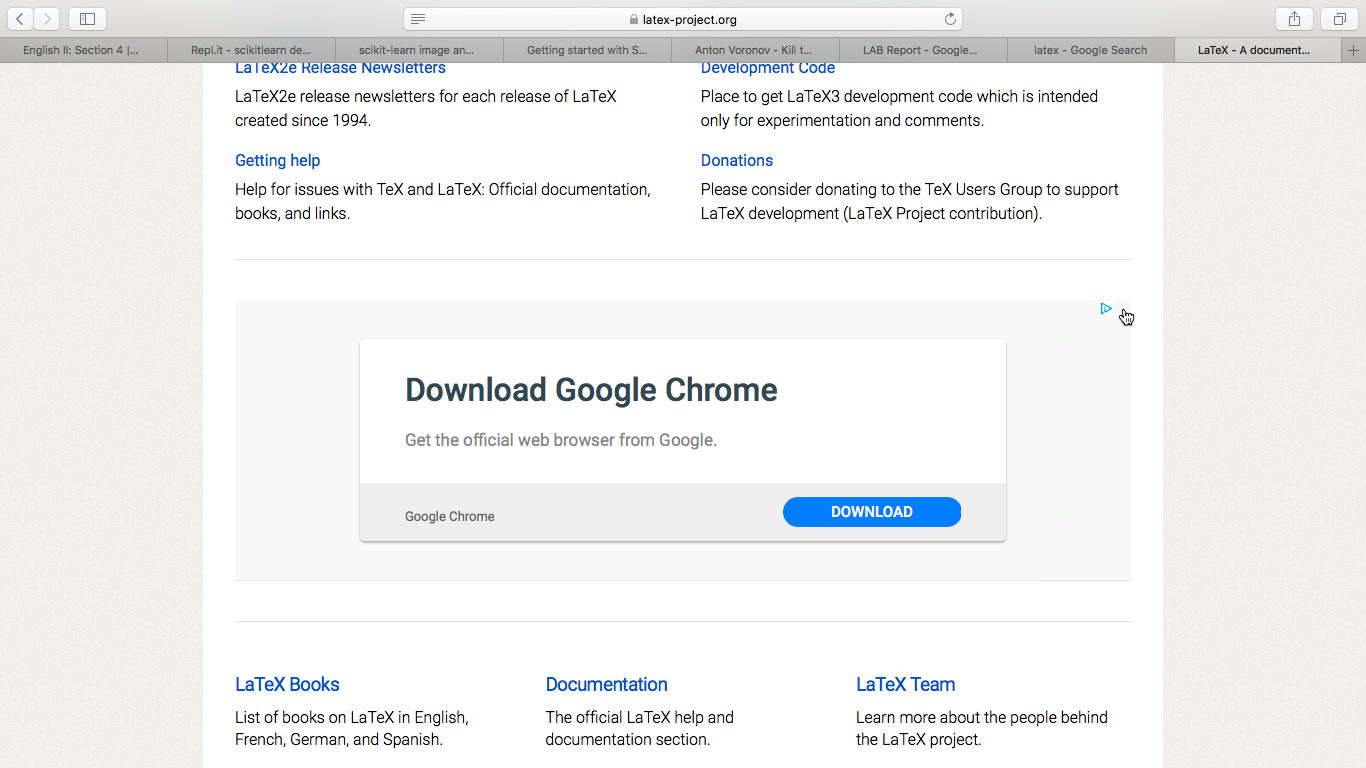 latex-project.org
English II: Section 4 |...
Repl.it - scikitlearn de...
scikit-learn image an...
Getting started with S...
Anton Voronov - Kill t...
LAB Report - Google...
latex - Google Search
LaTeX - A document...
LaTeX2e Release Newsletters
LaTeX2e release newsletters for each release of LaTeX
created since 1994.
Development Code
Place to get LaTeX3 development code which is intended
only for experimentation and comments.
Getting help
Help for issues with TeX and LaTeX: Official documentation,
books, and links.
Donations
Please consider donating to the TeX Users Group to support
LaTeX development (LaTeX Project contribution).
Download Google Chrome
Get the official web browser from Google.
Google Chrome
DOWNLOAD
LaTeX Books
List of books on LaTeX in English,
French, German, and Spanish.
Documentation
The official LaTeX help and
documentation section.
LaTeX Team
Learn more about the people behind
the LaTeX project.